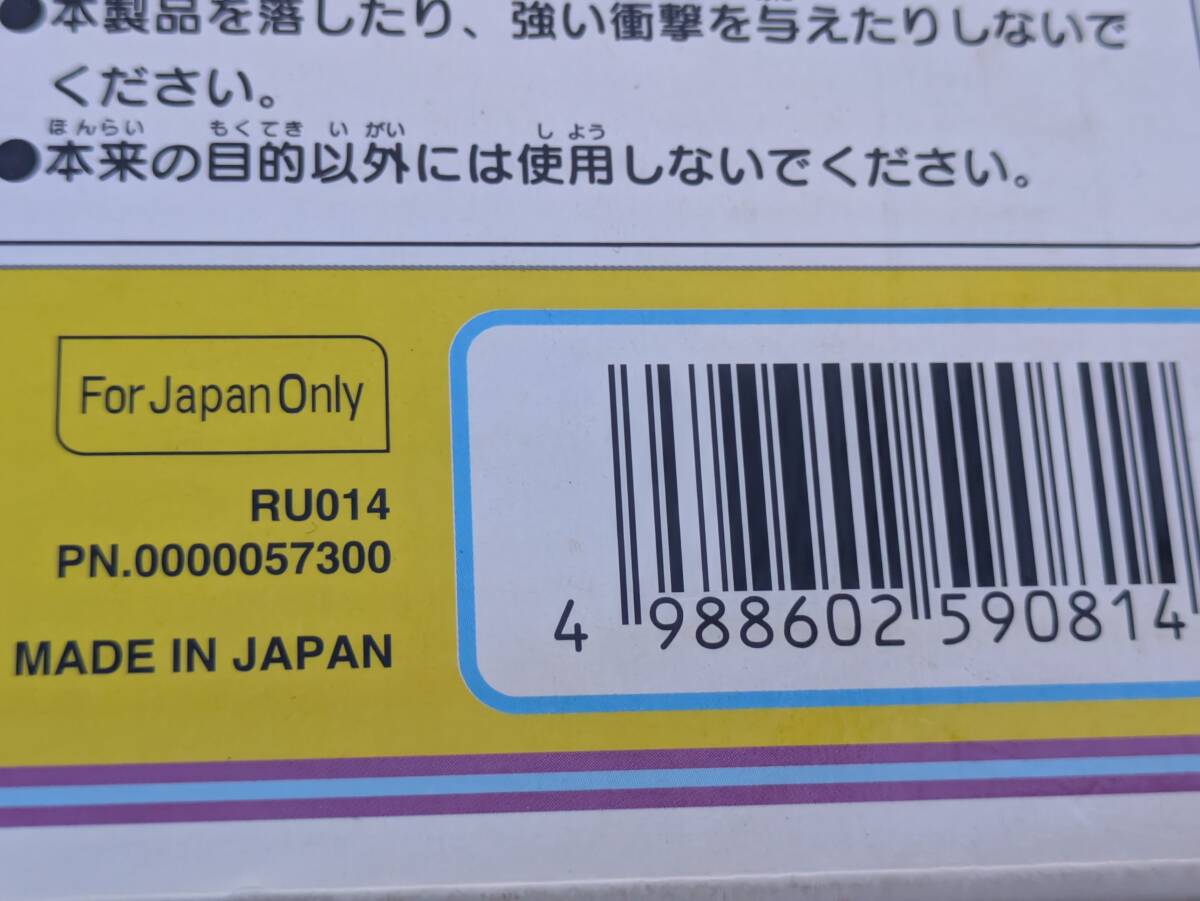 ●本製品を落したり、強い衝撃を与えたりしないで
ください。
ほんらい もくてき いがい しよう
●本来の目的以外には使用しないでください。
For Japan Only
RU014
PN.0000057300
MADE IN JAPAN
4 988602 590814